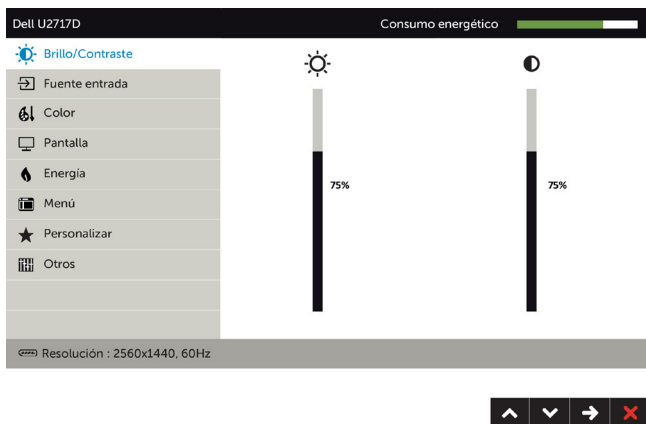 Dell U2717D
Consumo energético
Brillo/Contraste
Fuente entrada
Color
Pantalla
Energía
Menú
Personalizar
Otros
75%
75%
Resolución : 2560x1440, 60Hz